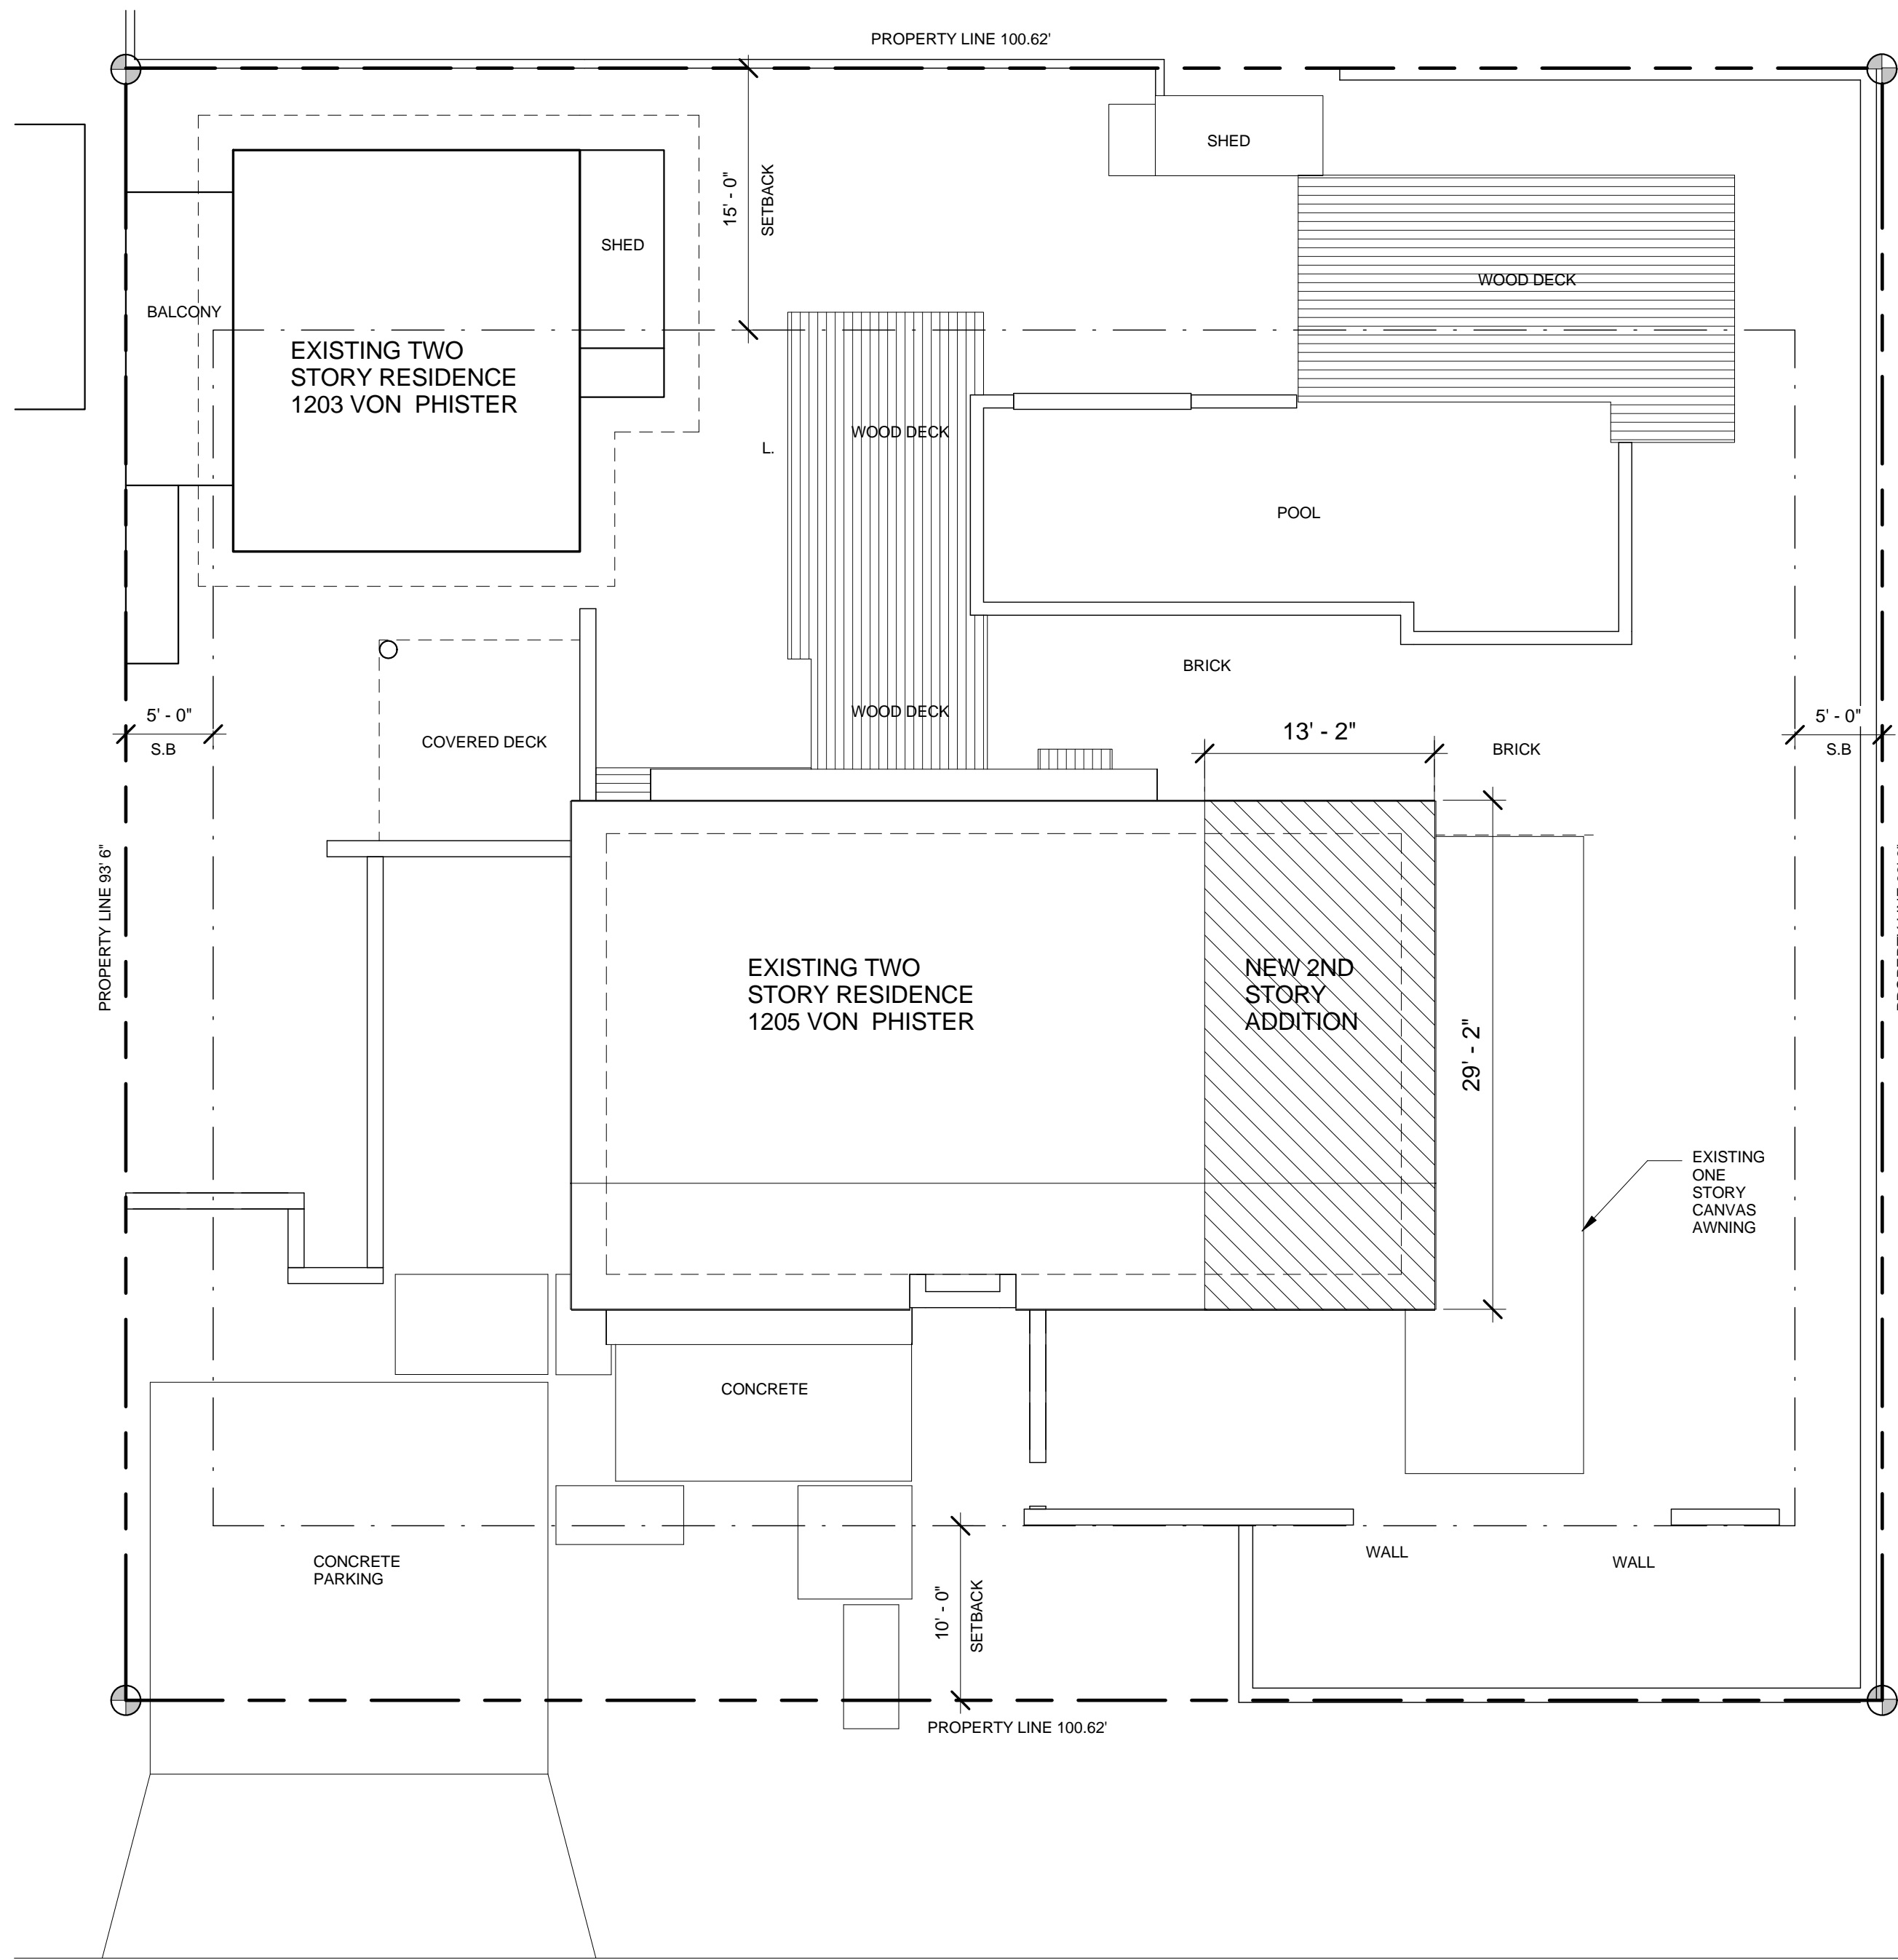 PROPERTY LINE 100.62'
SHED
15' - 0"
SETBACK
SHED
WOOD DECK
BALCONY
EXISTING TWO
STORY RESIDENCE
1203 VON PHISTER
WOOD DECK
L.
POOL
BRICK
5' - 0"
S.B
WOOD DECK
COVERED DECK
13' - 2"
BRICK
5' - 0"
S.B
PROPERTY LINE 93' 6"
EXISTING TWO
STORY RESIDENCE
1205 VON PHISTER
NEW 2ND
STORY
ADDITION
29' - 2"
EXISTING
ONE
STORY
CANVAS
AWNING
CONCRETE
CONCRETE
PARKING
WALL
WALL
10' - 0"
SETBACK
PROPERTY LINE 100.62'